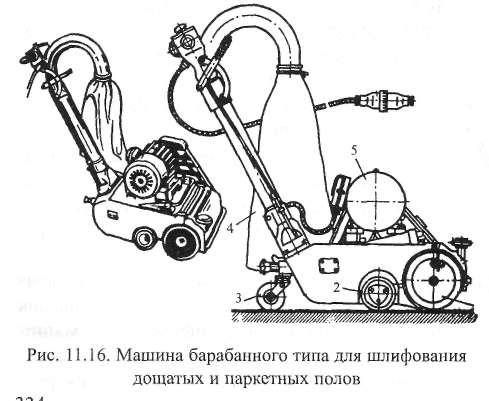 5
4
3
2
Рис. 11.16. Машина барабанного типа для шлифования
дощатых и паркетных полов